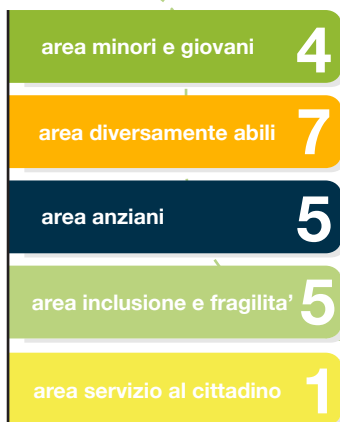 area minori e giovani 4
area diversamente abili 7
area anziani 5
area inclusione e fragilita' 5
area servizio al cittadino 1